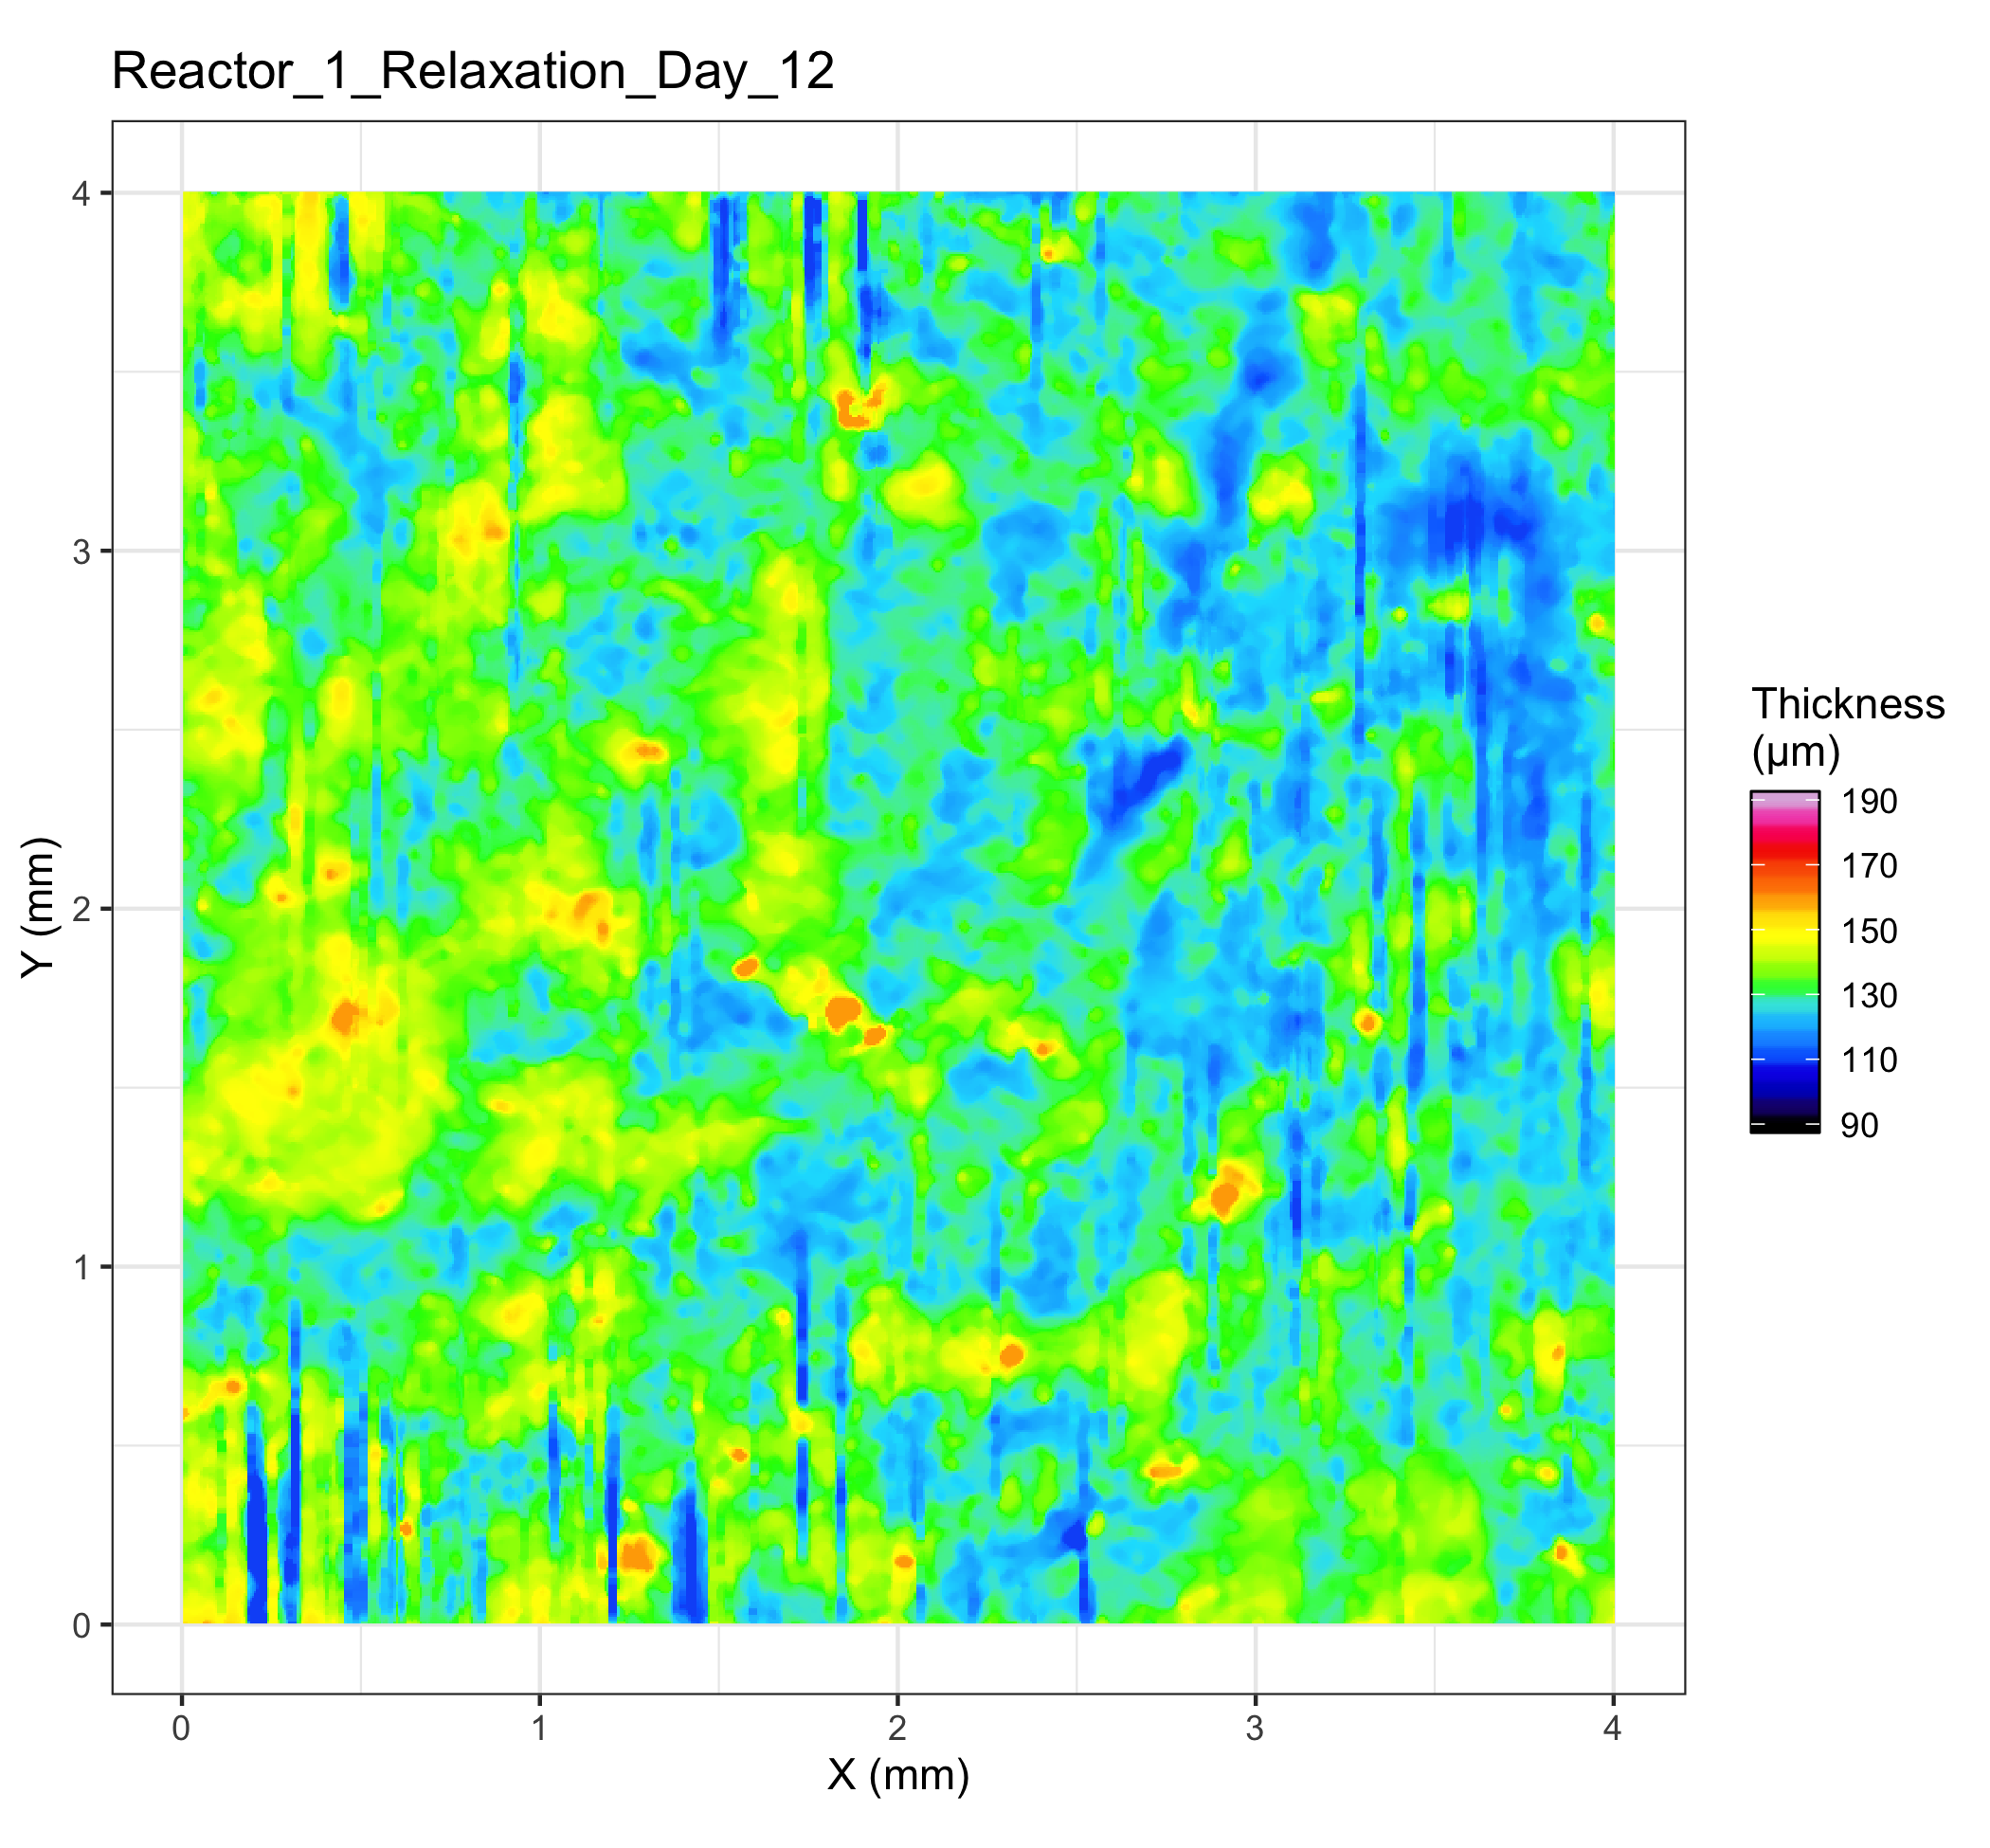 Reactor_1_Relaxation_Day_12
4
3
2
1
0
Y (mm)
0 1 2 3 4
X (mm)
Thickness
(μm)
190
170
150
130
110
90